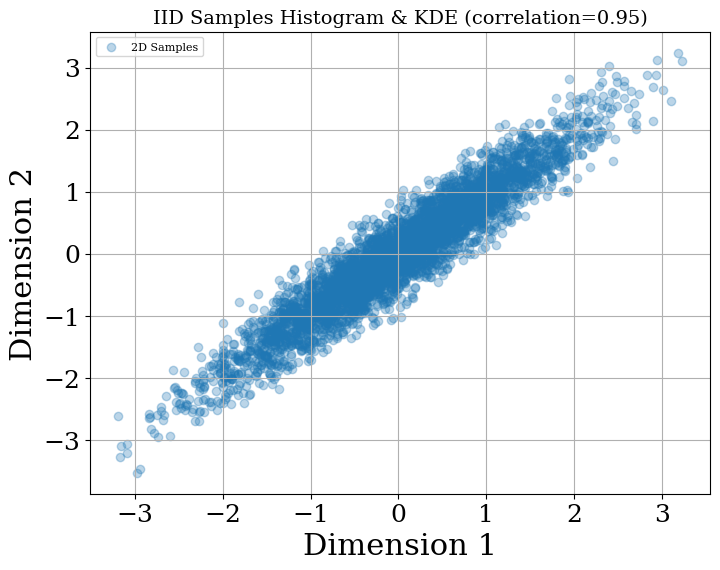 IID Samples Histogram & KDE (correlation=0.95)
2D Samples
Dimension 2
3
2
1
0
−1
−2
−3
−3 −2 −1 0 1 2 3
Dimension 1